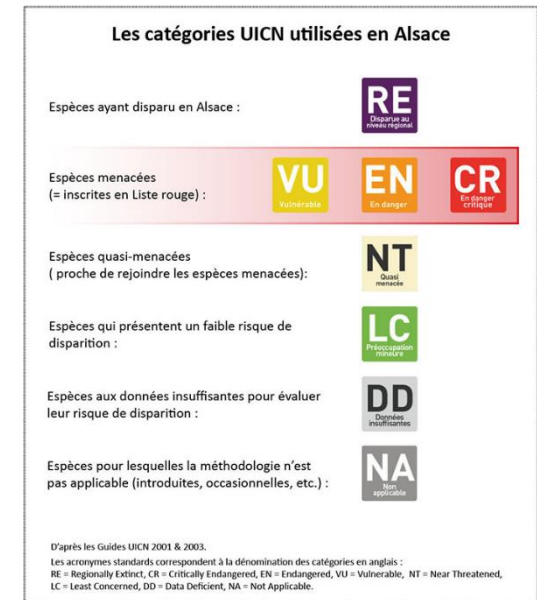 Les catégories UICN utilisées en Alsace
Espèces ayant disparu en Alsace :
RE
Disparue au
niveau régional
Espèces menacées
(= inscrites en Liste rouge) :
VU
Vulnérable
EN
En danger
CR
En danger
critique
Espèces quasi-menacées
( proche de rejoindre les espèces menacées):
NT
Quasi
menacée
Espèces qui présentent un faible risque de
disparition :
LC
Préoccupation
mineure
Espèces aux données insuffisantes pour évaluer
leur risque de disparition :
DD
Données
insuffisantes
Espèces pour lesquelles la méthodologie n'est
pas applicable (introduites, occasionnelles, etc.) :
NA
Non
applicable
D'après les Guides UICN 2001 & 2003.
Les acronymes standards correspondent à la dénomination des catégories en anglais :
RE = Regionally Extinct, CR = Critically Endangered, EN = Endangered, VU = Vulnerable, NT = Near Threatened,
LC = Least Concerned, DD = Data Deficient, NA = Not Applicable.